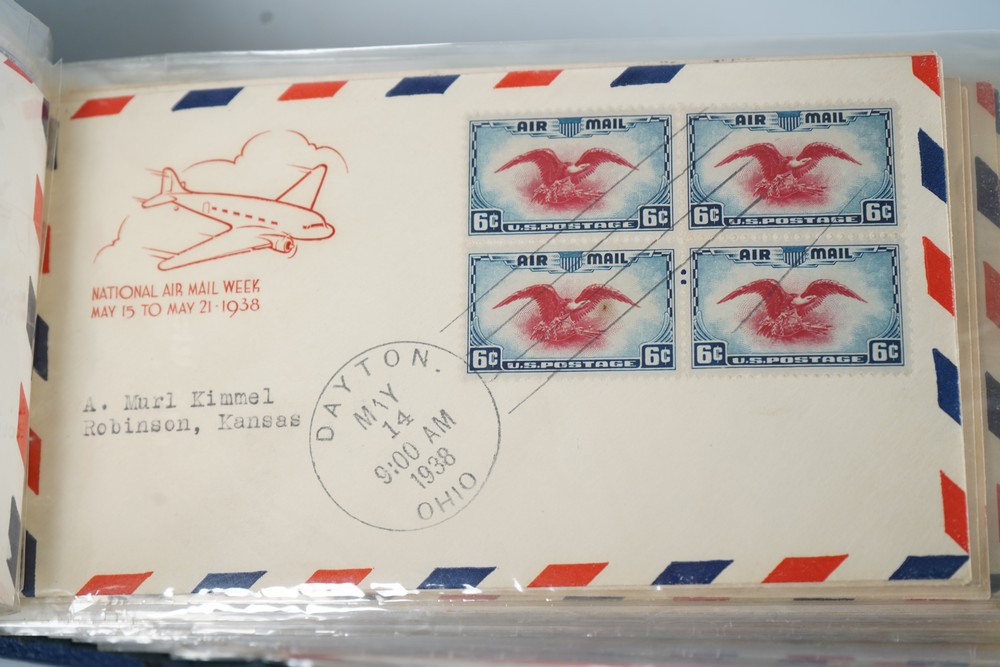 NATIONAL AIR MAIL WEEK
MAY 15 TO MAY 21 · 1938
A. Murl Kimmel
Robinson, Kansas
DAYTON.
MAY
14
9:00 AM
1938
OHIO
AIR MAIL
6¢ U.S. POSTAGE 6¢
AIR MAIL
6¢ U.S. POSTAGE 6¢
AIR MAIL
6¢ U.S. POSTAGE 6¢
AIR MAIL
6¢ U.S. POSTAGE 6¢